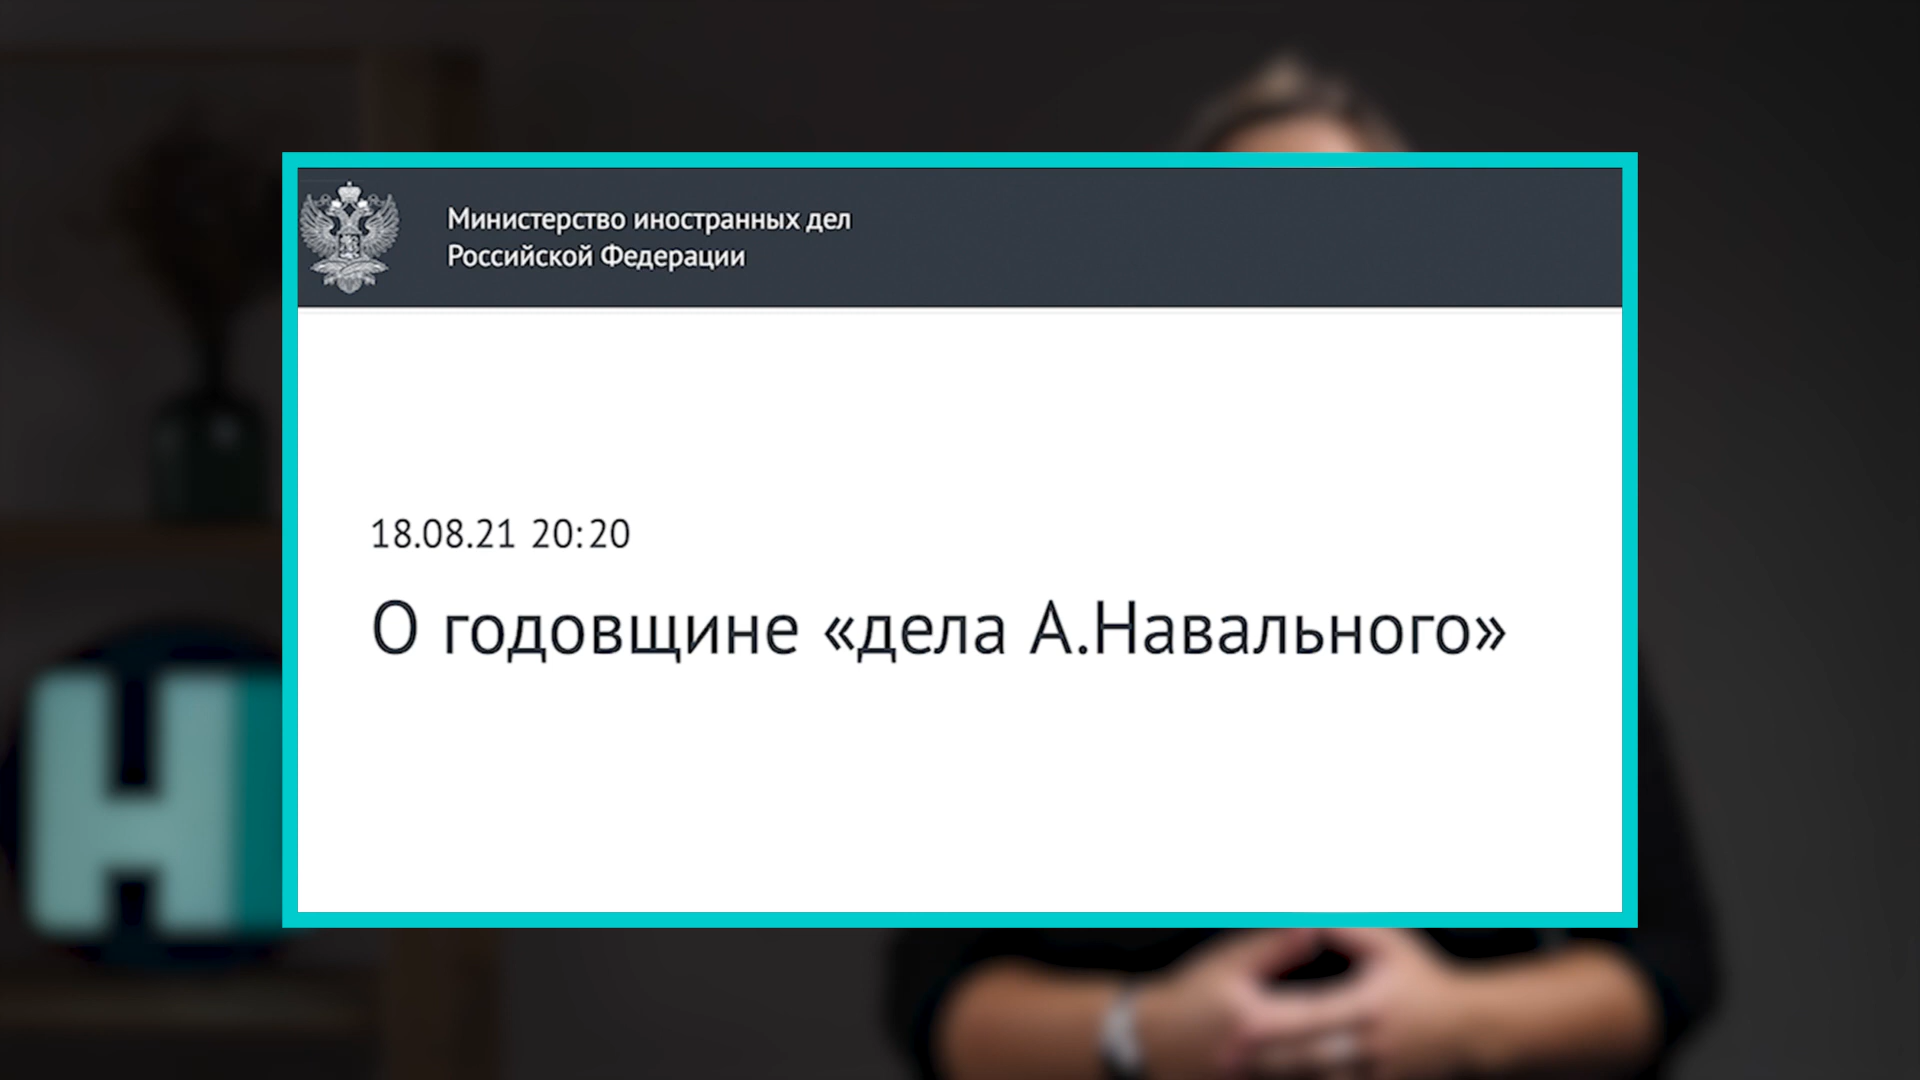 Министерство иностранных дел
Российской Федерации
18.08.21 20:20
О годовщине «дела А.Навального»
Н